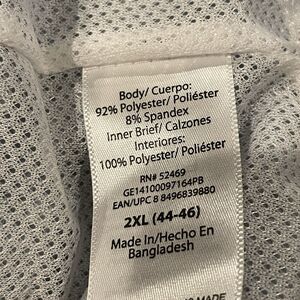 Body/ Cuerpo:
92% Polyester/ Poliéster
8% Spandex
Inner Brief/ Calzones
Interiores:
100% Polyester/ Poliéster
RN# 52469
GE14100097164PB
EAN/UPC 8 8496839880
2XL (44-46)
Made In/Hecho En
Bangladesh
MADE